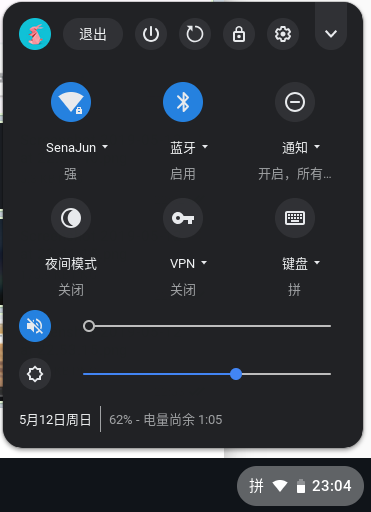 退出
SenaJun 蓝牙 通知
强 启用 开启，所有...
夜间模式 VPN 键盘
关闭 关闭 拼
5月12日周日 62% - 电量尚余 1:05
拼 23:04